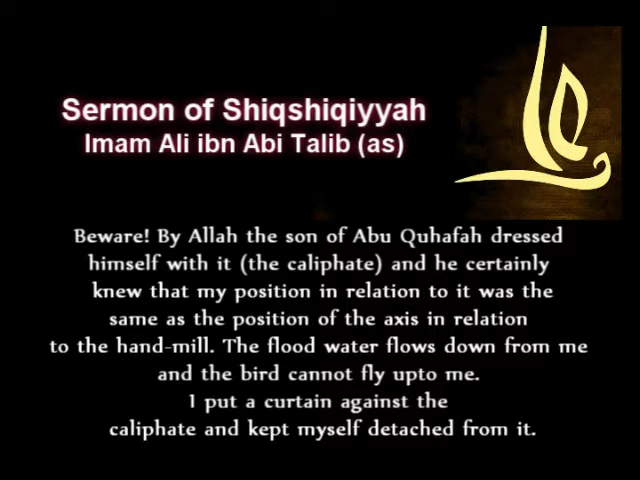 Sermon of Shiqshiqiyyah
Imam Ali ibn Abi Talib (as)
Beware! By Allah the son of Abu Quhafah dressed
himself with it (the caliphate) and he certainly
knew that my position in relation to it was the
same as the position of the axis in relation
to the hand-mill. The flood water flows down from me
and the bird cannot fly upto me.
I put a curtain against the
caliphate and kept myself detached from it.